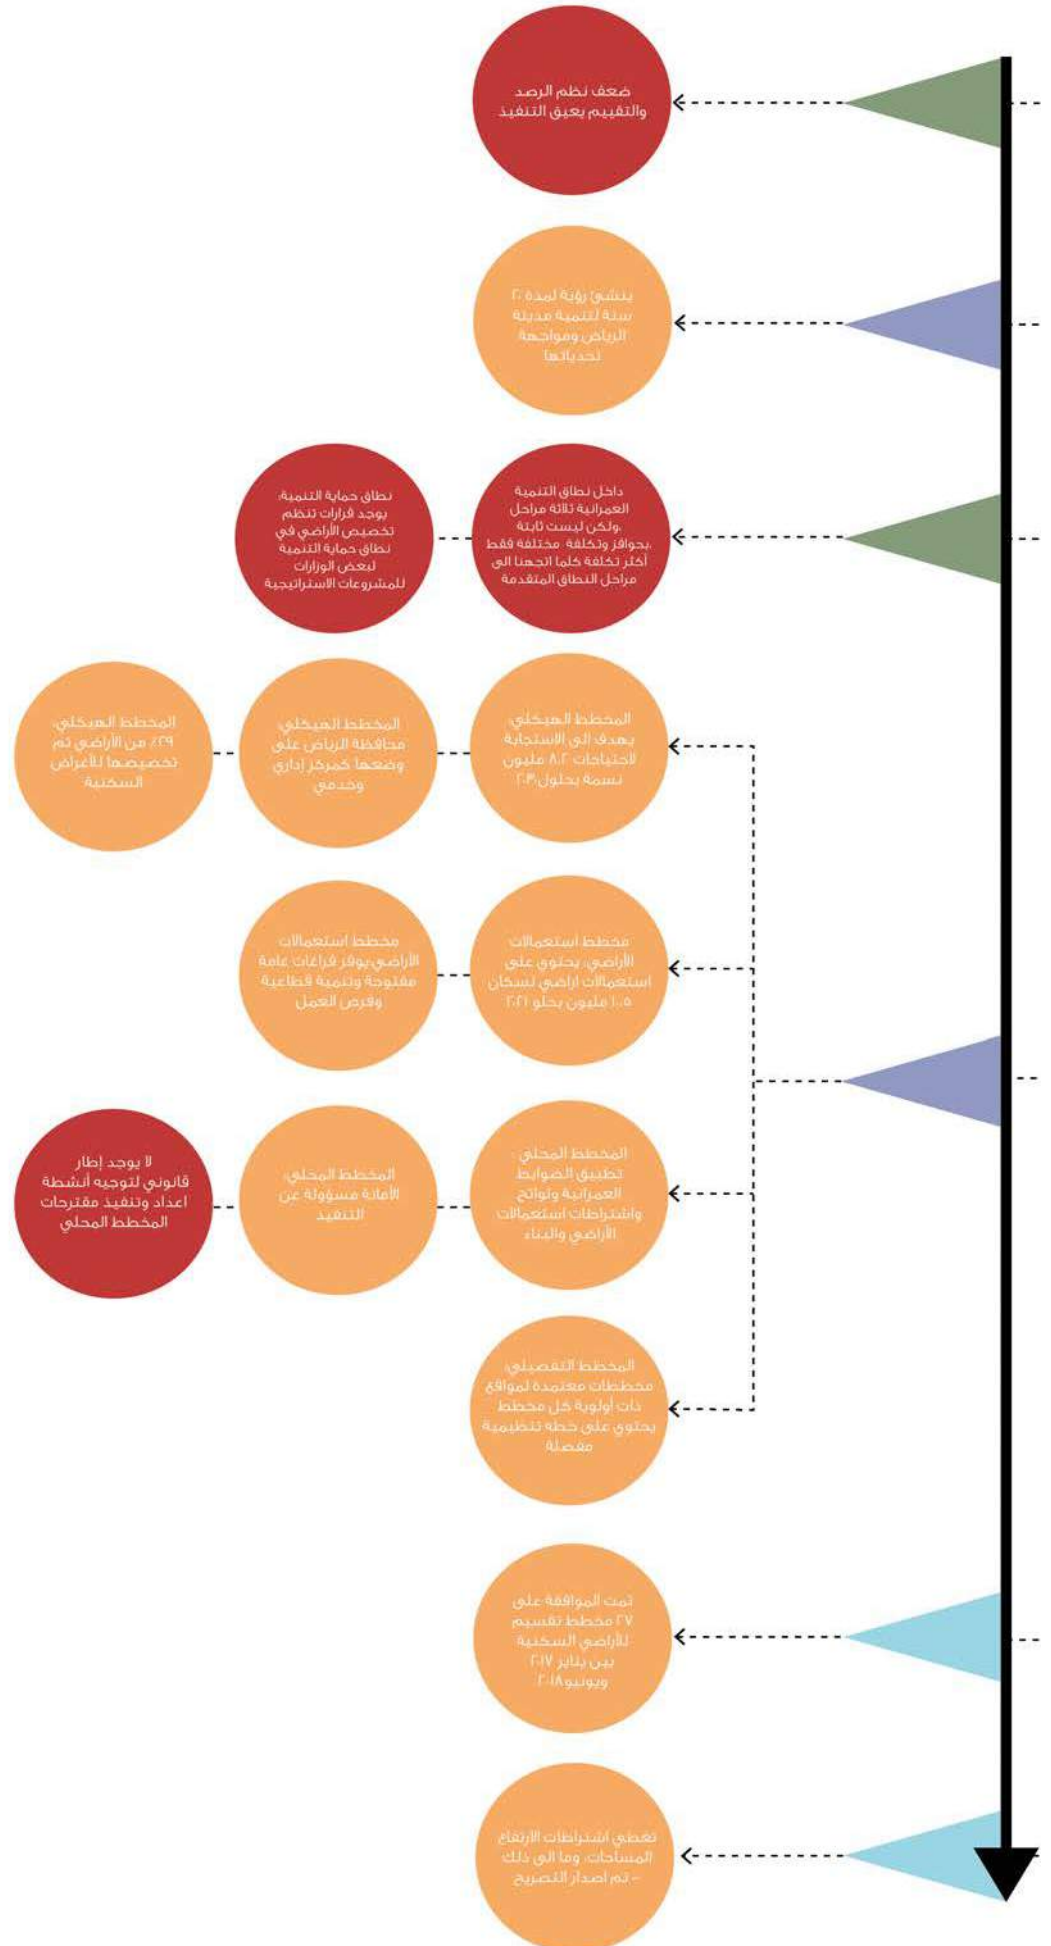 ضعف نظم الرصد
والتقييم يعيق التنفيذ
ينشئ رؤية لمدة ٢٠
سنة لتنمية مدينة
الرياض ومواجهة
تحدياتها
داخل نطاق التنمية
العمرانية ثلاثة مراحل
،ولكن ليست ثابتة
،بحوافز وتكلفة مختلفة فقط
أكثر تكلفة كلما اتجهنا الى
مراحل النطاق المتقدمة
نطاق حماية التنمية:
يوجد قرارات تنظم
تخصيص الأراضي في
نطاق حماية التنمية
لبعض الوزارات
للمشروعات الاستراتيجية
المخطط الهيكلي:
يهدف الى الاستجابة
لاحتياجات ٨،٢ مليون
نسمة بحلول ٢٠٣٠
المخطط الهيكلي:
محافظة الرياض على
وضعها كمركز إداري
وخدمي
المخطط الهيكلي:
٢٩٪ من الأراضي تم
تخصيصها للأغراض
السكنية
مخطط استعمالات
الأراضي: يحتوي على
استعمالات اراضي لسكان
١٠،٥ مليون بحلو ٢٠٢١
مخطط استعمالات
الأراضي:يوفر فراغات عامة
مفتوحة وتنمية قطاعية
وفرص العمل
المخطط المحلي :
تطبيق الضوابط
العمرانية ولوائح
واشتراطات استعمالات
الأراضي والبناء
المخطط المحلي:
الأمانة مسؤولة عن
التنفيذ
لا يوجد إطار
قانوني لتوجيه أنشطة
اعداد وتنفيذ مقترحات
المخطط المحلي
المخطط التفصيلي:
مخططات معتمدة لمواقع
ذات أولوية كل مخطط
يحتوي على خطه تنظيمية
مفصلة
تمت الموافقة على
٢٧ مخطط تقسيم
للأراضي السكنية
بين يناير ٢٠١٧
ويونيو ٢٠١٨
تغطي اشتراطات الارتفاع
المساحات، وما الى ذلك
- تم اصدار التصريح